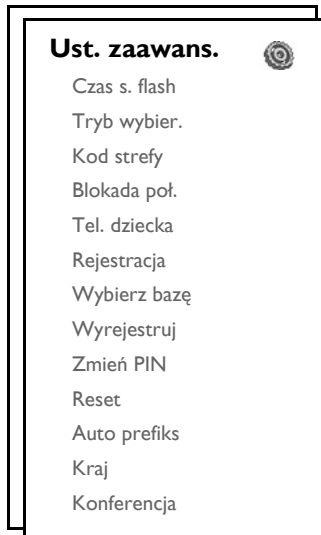 Ust. zaawans.
Czas s. flash
Tryb wybier.
Kod strefy
Blokada poł.
Tel. dziecka
Rejestracja
Wybierz bazę
Wyrejestruj
Zmień PIN
Reset
Auto prefiks
Kraj
Konferencja